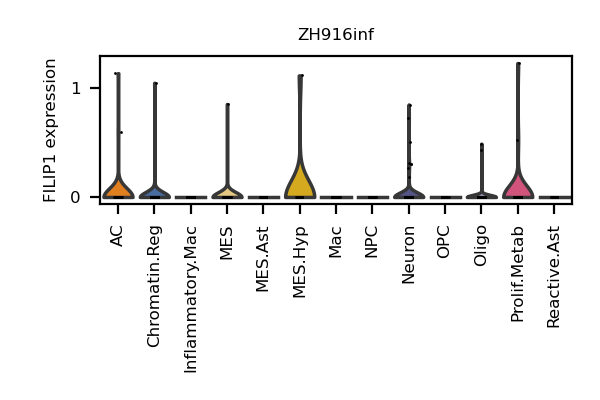 ZH916inf
FILIP1 expression
1
0
AC
Chromatin.Reg
Inflammatory.Mac
MES
MES.Ast
MES.Hyp
Mac
NPC
Neuron
OPC
Oligo
Prolif.Metab
Reactive.Ast